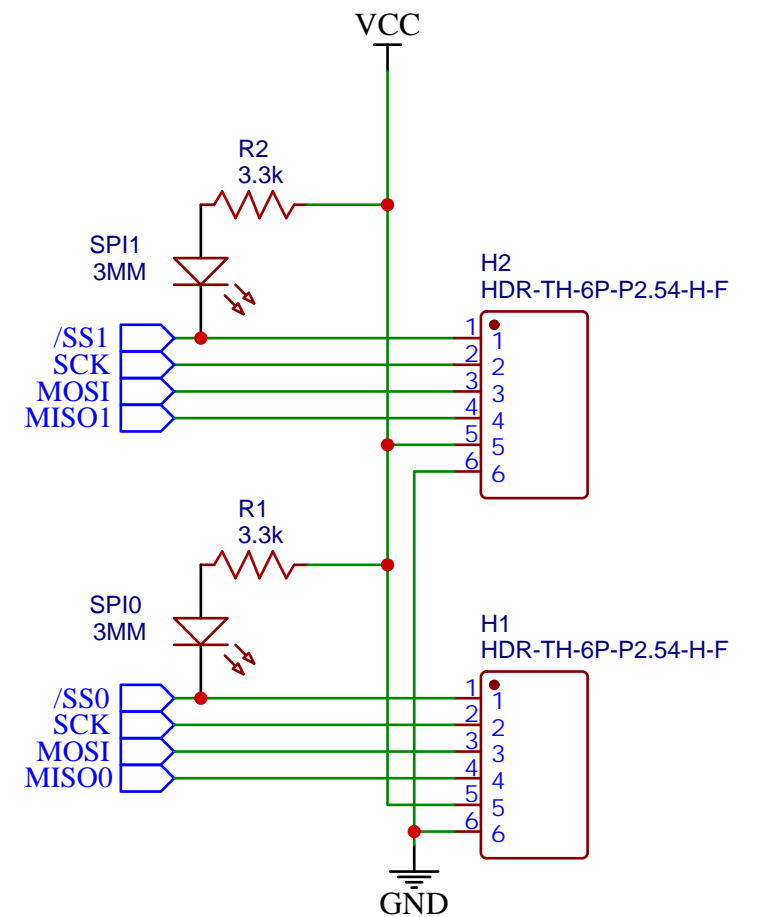 VCC
R2
3.3k
SPI1
3MM
H2
HDR-TH-6P-P2.54-H-F
/SS1
SCK
MOSI
MISO1
1 1
2 2
3 3
4 4
5 5
6 6
R1
3.3k
SPI0
3MM
H1
HDR-TH-6P-P2.54-H-F
/SS0
SCK
MOSI
MISO0
1 1
2 2
3 3
4 4
5 5
6 6
GND